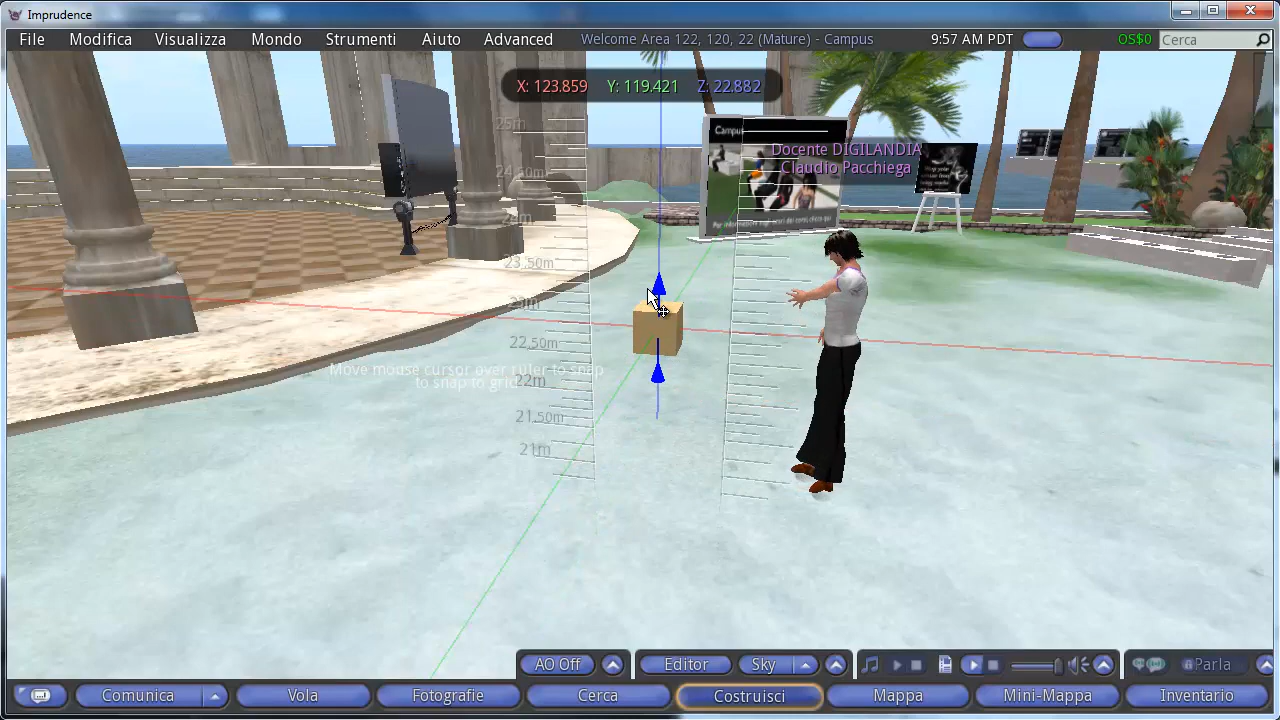 Imprudence
File Modifica Visualizza Mondo Strumenti Aiuto Advanced Welcome Area 122, 120, 22 (Mature) - Campus 9:57 AM PDT OS$0 Cerca
X: 123.859 Y: 119.421 Z: 22.882
25m
Campus
Docente DIGILANDIA
Claudio Pacchiega
24.50m
24m
23.50m
23m
22.50m
Move mouse cursor over ruler to snap
to snap to grid
22m
21.50m
21m
AO Off Editor Sky Parla
Comunica Vola Fotografie Cerca Costruisci Mappa Mini-Mappa Inventario